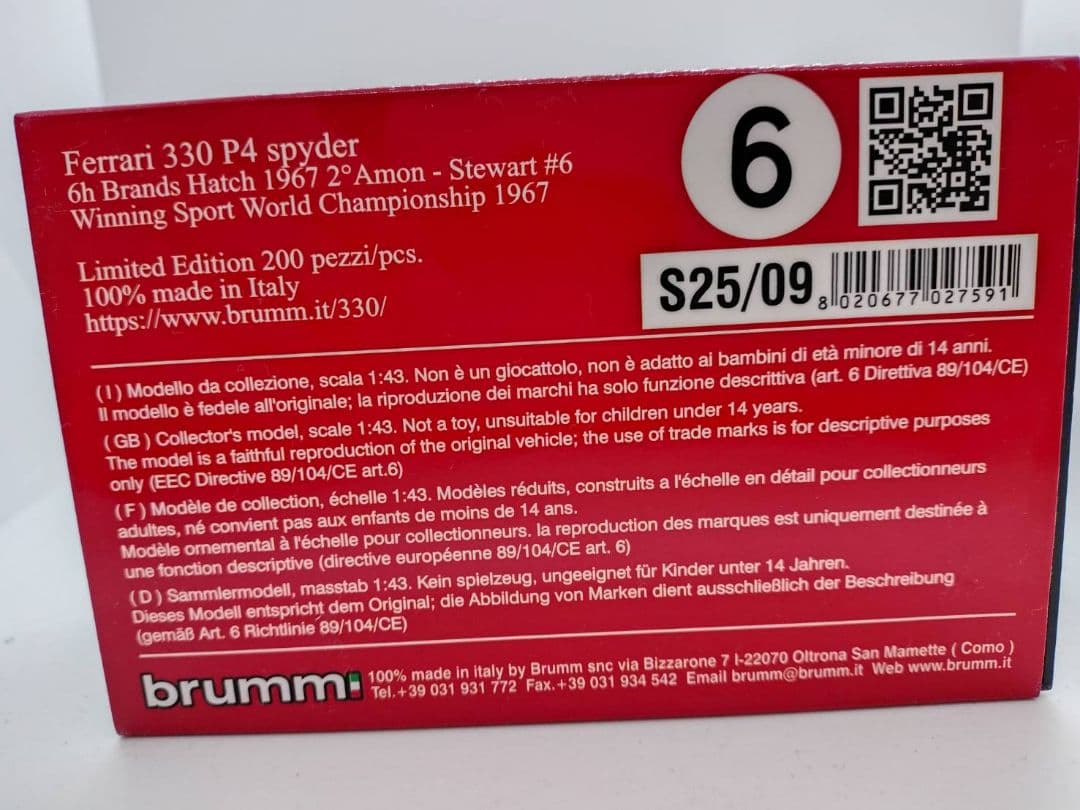 Ferrari 330 P4 spyder
6h Brands Hatch 1967 2° Amon - Stewart #6
Winning Sport World Championship 1967
Limited Edition 200 pezzi/pcs.
100% made in Italy
https://www.brumm.it/330/
6
S25/09
8 020677 027591
( I ) Modello da collezione, scala 1:43. Non è un giocattolo, non è adatto ai bambini di età minore di 14 anni.
Il modello è fedele all'originale; la riproduzione dei marchi ha solo funzione descrittiva (art. 6 Direttiva 89/104/CE)
( GB ) Collector's model, scale 1:43. Not a toy, unsuitable for children under 14 years.
The model is a faithful reproduction of the original vehicle; the use of trade marks is for descriptive purposes
only (EEC Directive 89/104/CE art.6)
( F ) Modèle de collection, échelle 1:43. Modèles réduits, construits a l'échelle en détail pour collectionneurs
adultes, né convient pas aux enfants de moins de 14 ans.
Modèle ornemental à l'échelle pour collectionneurs. la reproduction des marques est uniquement destinée à
une fonction descriptive (directive européenne 89/104/CE art. 6)
( D ) Sammlermodell, masstab 1:43. Kein spielzeug, ungeeignet für Kinder unter 14 Jahren.
Dieses Modell entspricht dem Original; die Abbildung von Marken dient ausschließlich der Beschreibung
(gemäß Art. 6 Richtlinie 89/104/CE)
brumm
100% made in italy by Brumm snc via Bizzarone 7 I-22070 Oltrona San Mamette ( Como )
Tel.+39 031 931 772 Fax.+39 031 934 542 Email brumm@brumm.it Web www.brumm.it